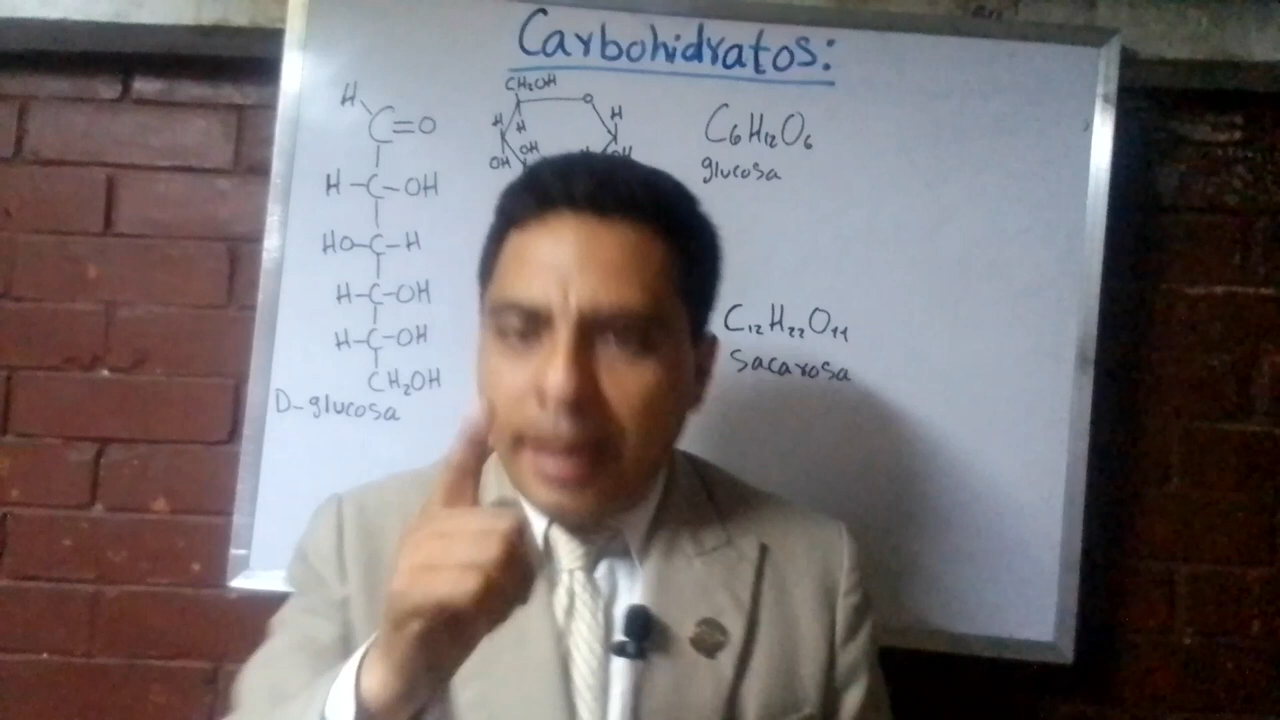 Carbohidratos:
H
C=O
H-C-OH
HO-C-H
H-C-OH
H-C-OH
CH₂OH
D-glucosa
CH₂OH
O
H
H
H
OH
OH
C₆H₁₂O₆
glucosa
C₁₂H₂₂O₁₁
sacarosa